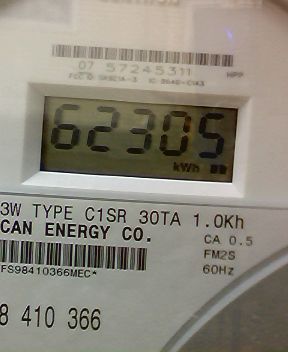 07 57245311
HPP
62305
kWh
3W TYPE C1SR 30TA 1.0Kh
CAN ENERGY CO.
CA 0.5
FM2S
60Hz
FS98410366MEC*
8 410 366